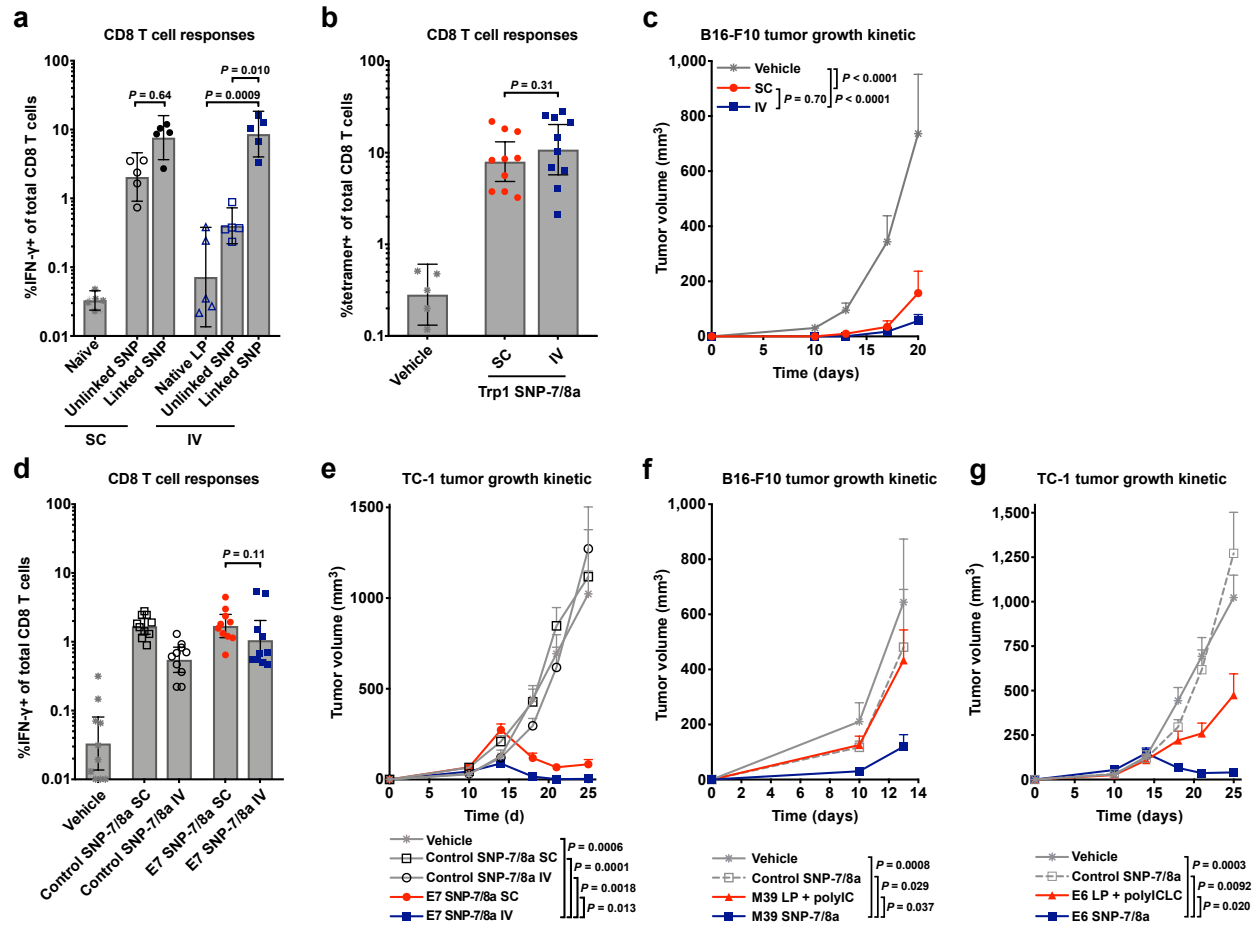 a
CD8 T cell responses
%IFN-γ+ of total CD8 T cells
100
10
1
0.1
0.01
P = 0.010
P = 0.64
P = 0.0009
Naïve
Unlinked SNP
Linked SNP
Native LP
Unlinked SNP
Linked SNP
SC
IV
b
CD8 T cell responses
%tetramer+ of total CD8 T cells
100
10
1
0.1
P = 0.31
Vehicle
SC
IV
Trp1 SNP-7/8a
c
B16-F10 tumor growth kinetic
Tumor volume (mm³)
1,000
800
600
400
200
0
Vehicle
SC
IV
P < 0.0001
P = 0.70
P < 0.0001
0 5 10 15 20
Time (days)
d
CD8 T cell responses
%IFN-γ+ of total CD8 T cells
100
10
1
0.1
0.01
P = 0.11
Vehicle
Control SNP-7/8a SC
Control SNP-7/8a IV
E7 SNP-7/8a SC
E7 SNP-7/8a IV
e
TC-1 tumor growth kinetic
Tumor volume (mm³)
1500
1000
500
0
0 5 10 15 20 25
Time (d)
Vehicle
Control SNP-7/8a SC
Control SNP-7/8a IV
E7 SNP-7/8a SC
E7 SNP-7/8a IV
P = 0.0006
P = 0.0001
P = 0.0018
P = 0.013
f
B16-F10 tumor growth kinetic
Tumor volume (mm³)
1,000
800
600
400
200
0
0 2 4 6 8 10 12 14
Time (days)
Vehicle
Control SNP-7/8a
M39 LP + polyIC
M39 SNP-7/8a
P = 0.0008
P = 0.029
P = 0.037
g
TC-1 tumor growth kinetic
Tumor volume (mm³)
1,500
1,250
1,000
750
500
250
0
0 5 10 15 20 25
Time (days)
Vehicle
Control SNP-7/8a
E6 LP + polyICLC
E6 SNP-7/8a
P = 0.0003
P = 0.0092
P = 0.020